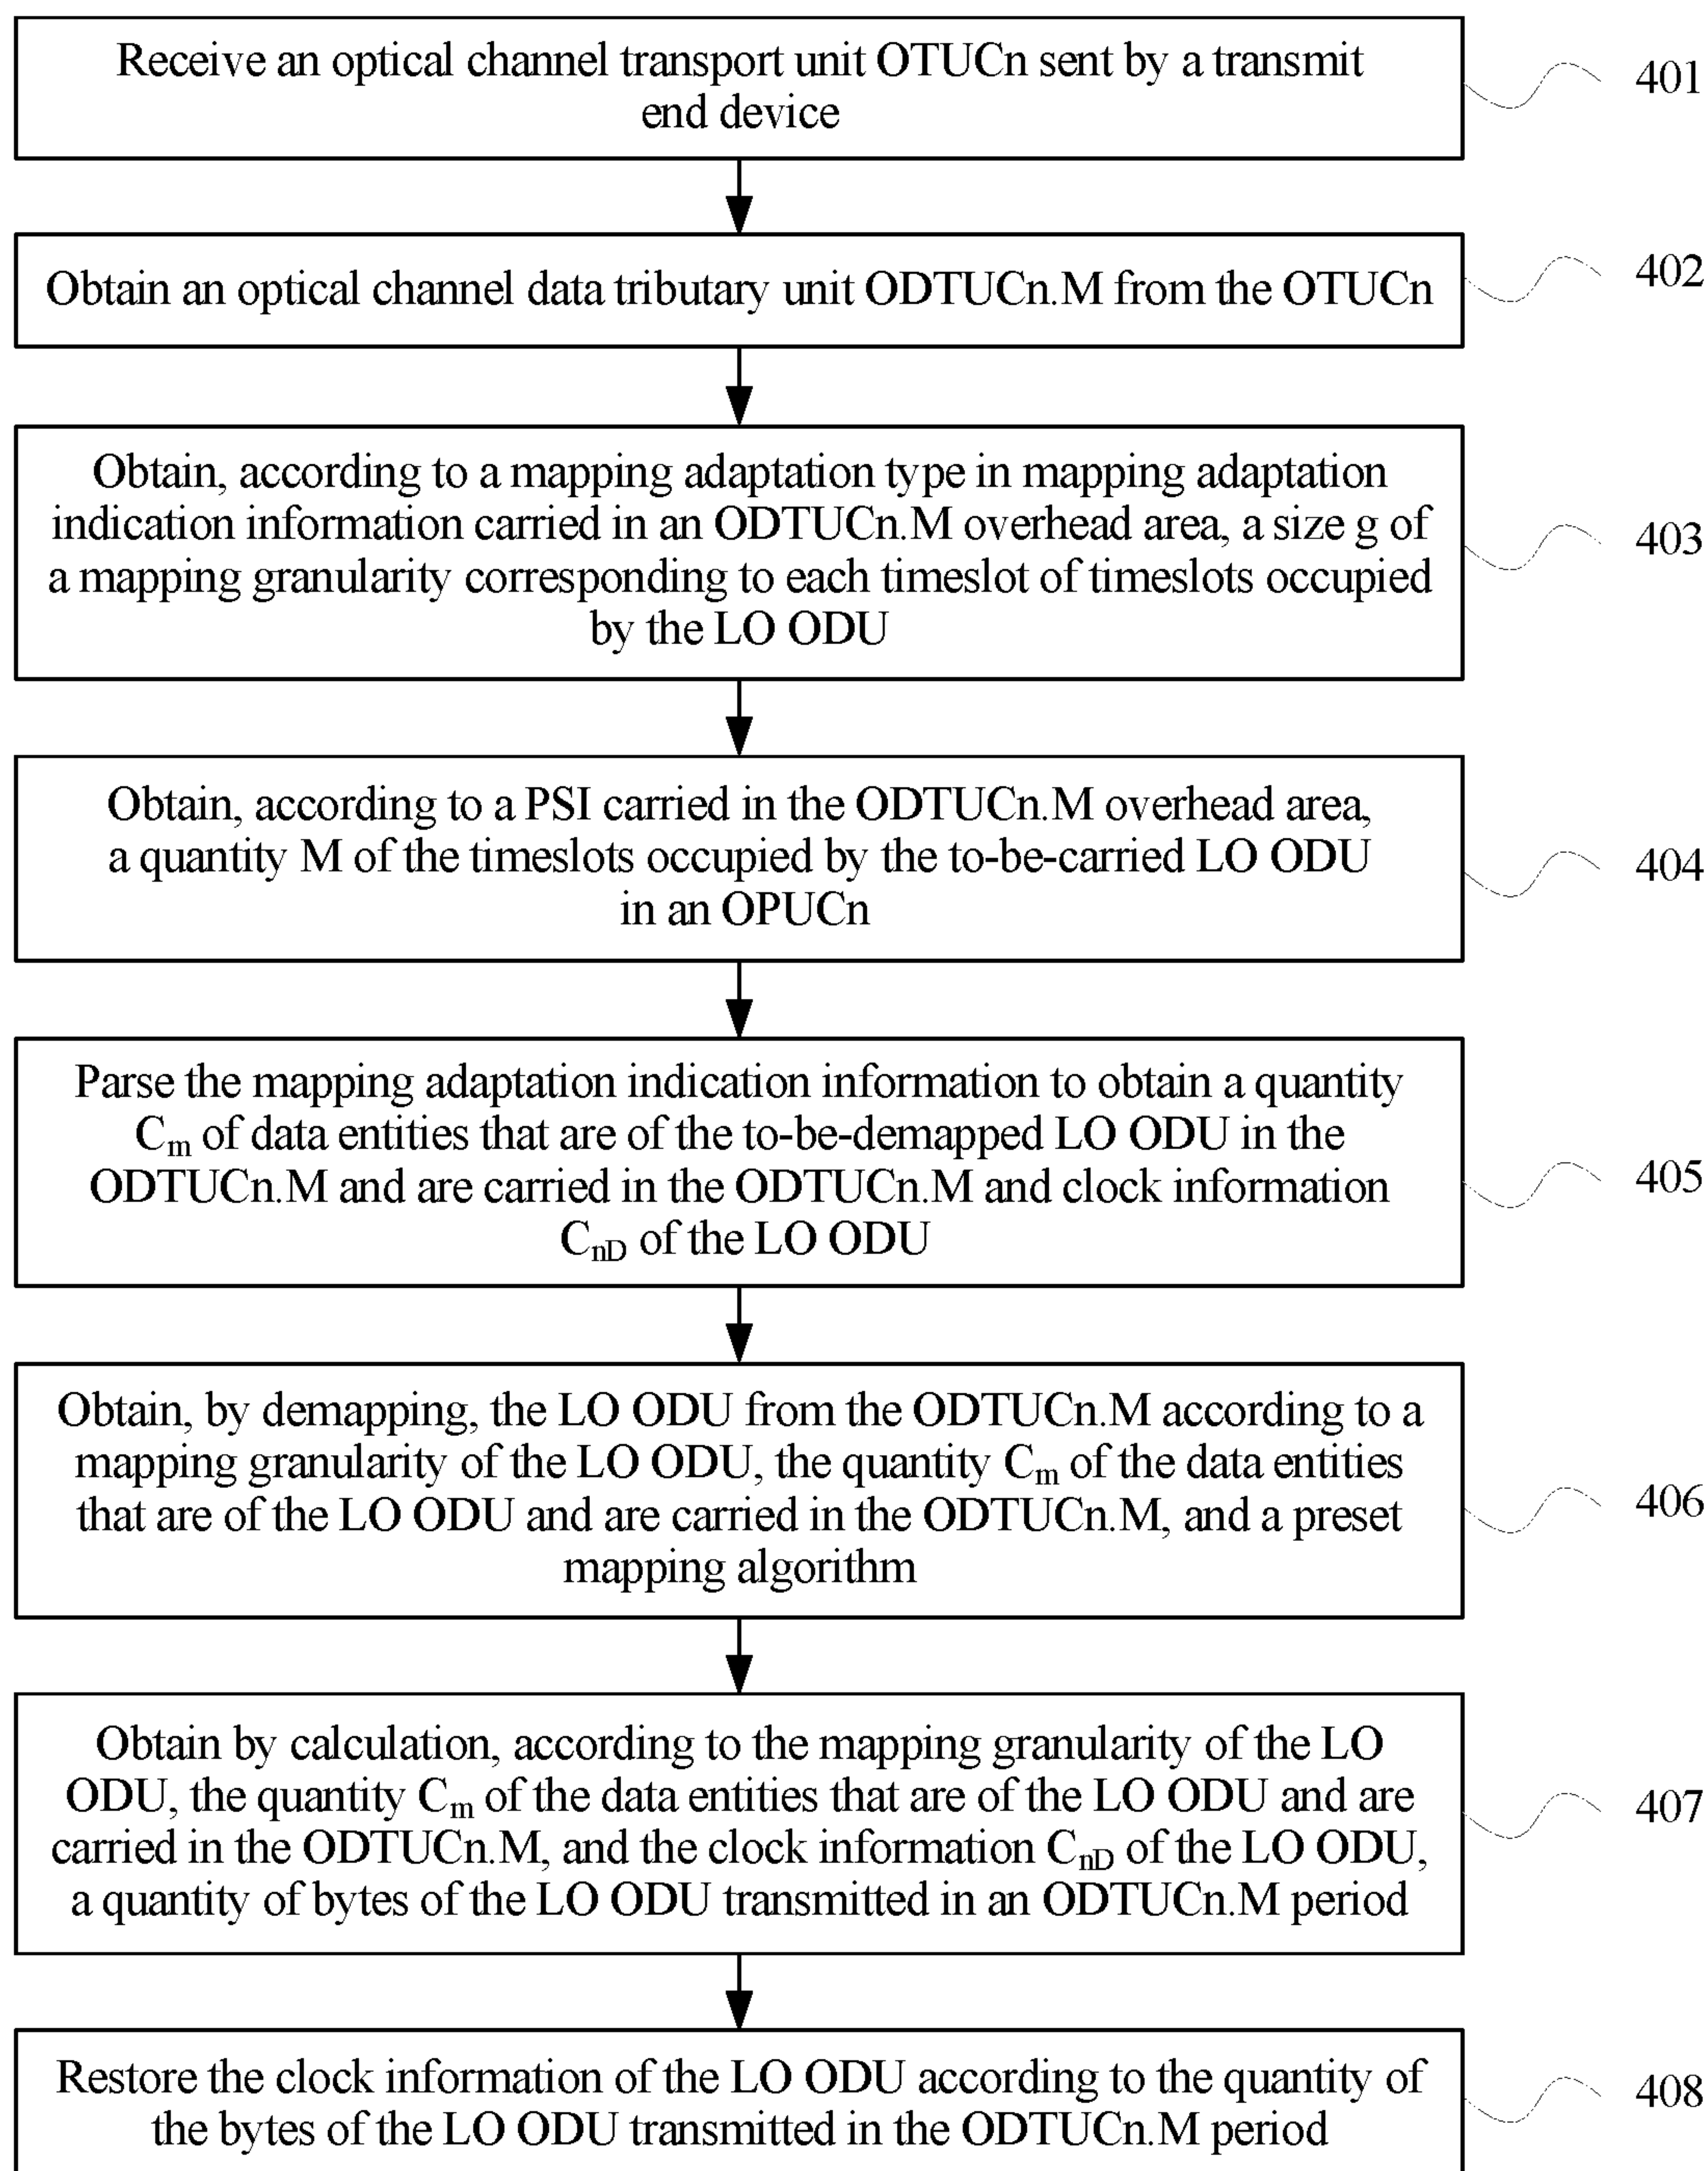 Receive an optical channel transport unit OTUCn sent by a transmit
end device
401
Obtain an optical channel data tributary unit ODTUCn.M from the OTUCn
402
Obtain, according to a mapping adaptation type in mapping adaptation
indication information carried in an ODTUCn.M overhead area, a size g of
a mapping granularity corresponding to each timeslot of timeslots occupied
by the LO ODU
403
Obtain, according to a PSI carried in the ODTUCn.M overhead area,
a quantity M of the timeslots occupied by the to-be-carried LO ODU
in an OPUCn
404
Parse the mapping adaptation indication information to obtain a quantity
Cm of data entities that are of the to-be-demapped LO ODU in the
ODTUCn.M and are carried in the ODTUCn.M and clock information
CnD of the LO ODU
405
Obtain, by demapping, the LO ODU from the ODTUCn.M according to a
mapping granularity of the LO ODU, the quantity Cm of the data entities
that are of the LO ODU and are carried in the ODTUCn.M, and a preset
mapping algorithm
406
Obtain by calculation, according to the mapping granularity of the LO
ODU, the quantity Cm of the data entities that are of the LO ODU and are
carried in the ODTUCn.M, and the clock information CnD of the LO ODU,
a quantity of bytes of the LO ODU transmitted in an ODTUCn.M period
407
Restore the clock information of the LO ODU according to the quantity of
the bytes of the LO ODU transmitted in the ODTUCn.M period
408